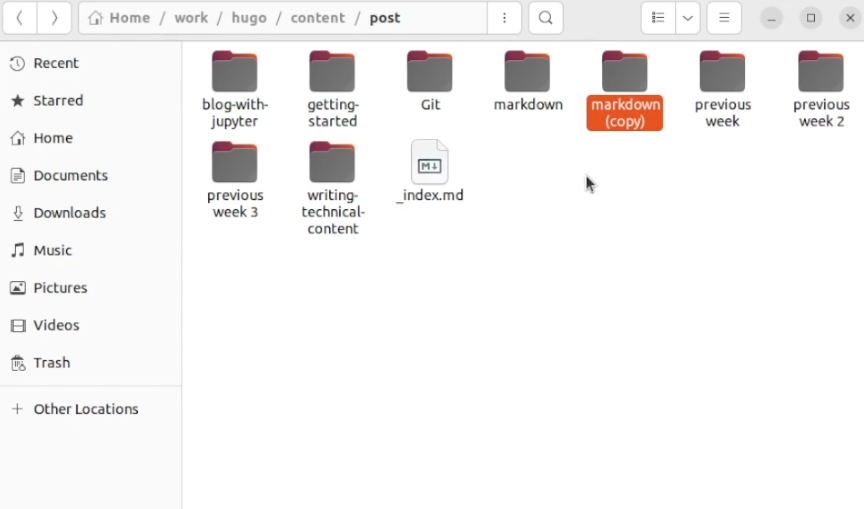 Home / work / hugo / content / post
Recent
Starred
Home
Documents
Downloads
Music
Pictures
Videos
Trash
+ Other Locations
blog-with-
jupyter
getting-
started
Git
markdown
markdown
(copy)
previous
week
previous
week 2
previous
week 3
writing-
technical-
content
M↓
_index.md